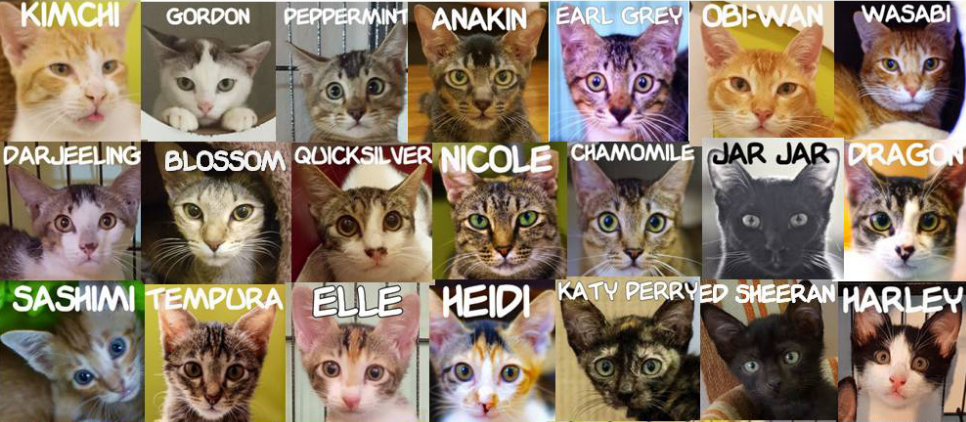 KIMCHI
GORDON
PEPPERMINT
ANAKIN
EARL GREY
OBI-WAN
WASABI
DARJEELING
BLOSSOM
QUICKSILVER
NICOLE
CHAMOMILE
JAR JAR
DRAGON
SASHIMI
TEMPURA
ELLE
HEIDI
KATY PERRY
ED SHEERAN
HARLEY